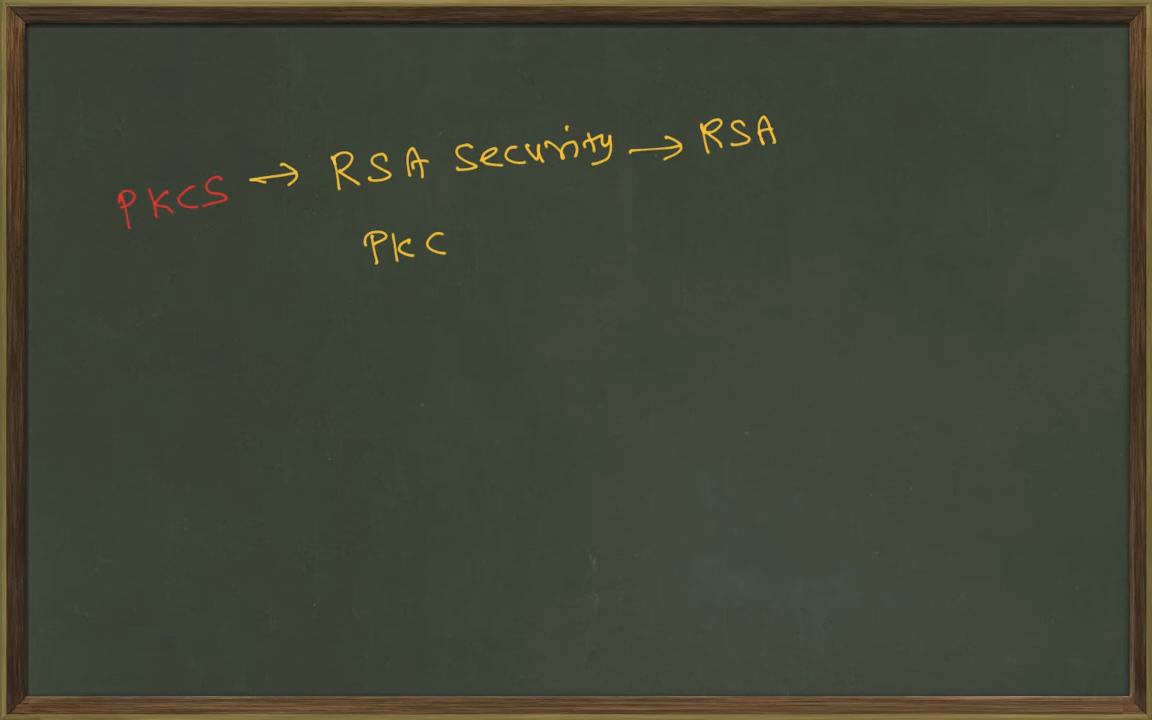 PKCS → RSA Security → RSA
PKC